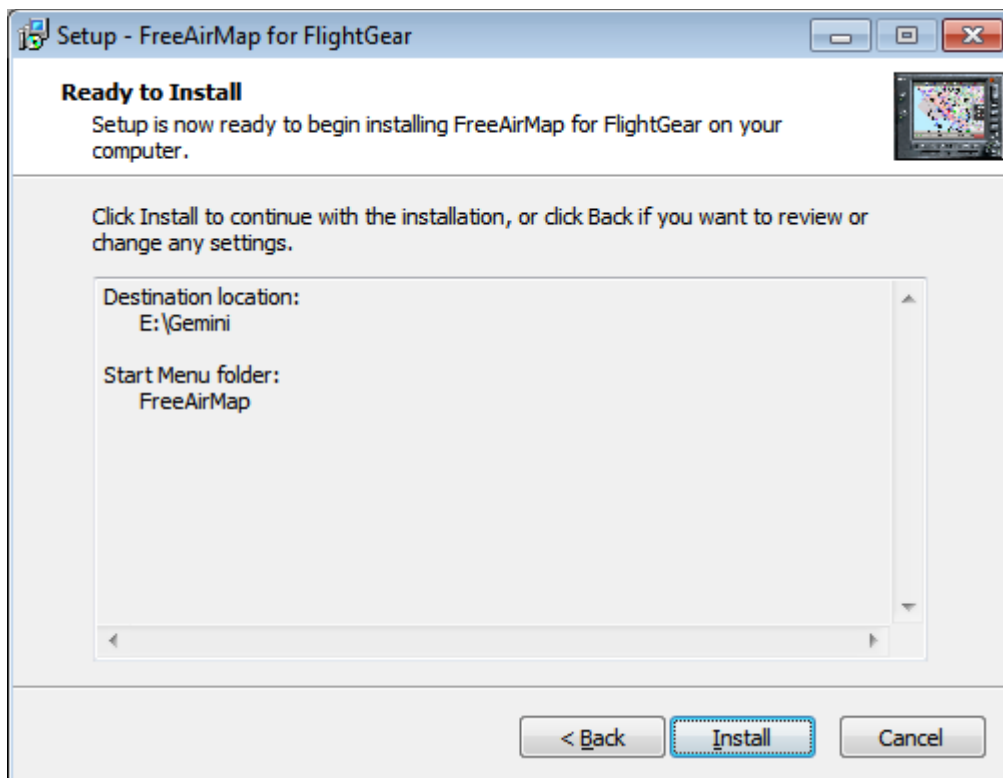 Setup - FreeAirMap for FlightGear
Ready to Install
Setup is now ready to begin installing FreeAirMap for FlightGear on your
computer.
Click Install to continue with the installation, or click Back if you want to review or
change any settings.
Destination location:
E:\Gemini
Start Menu folder:
FreeAirMap
< Back
Install
Cancel